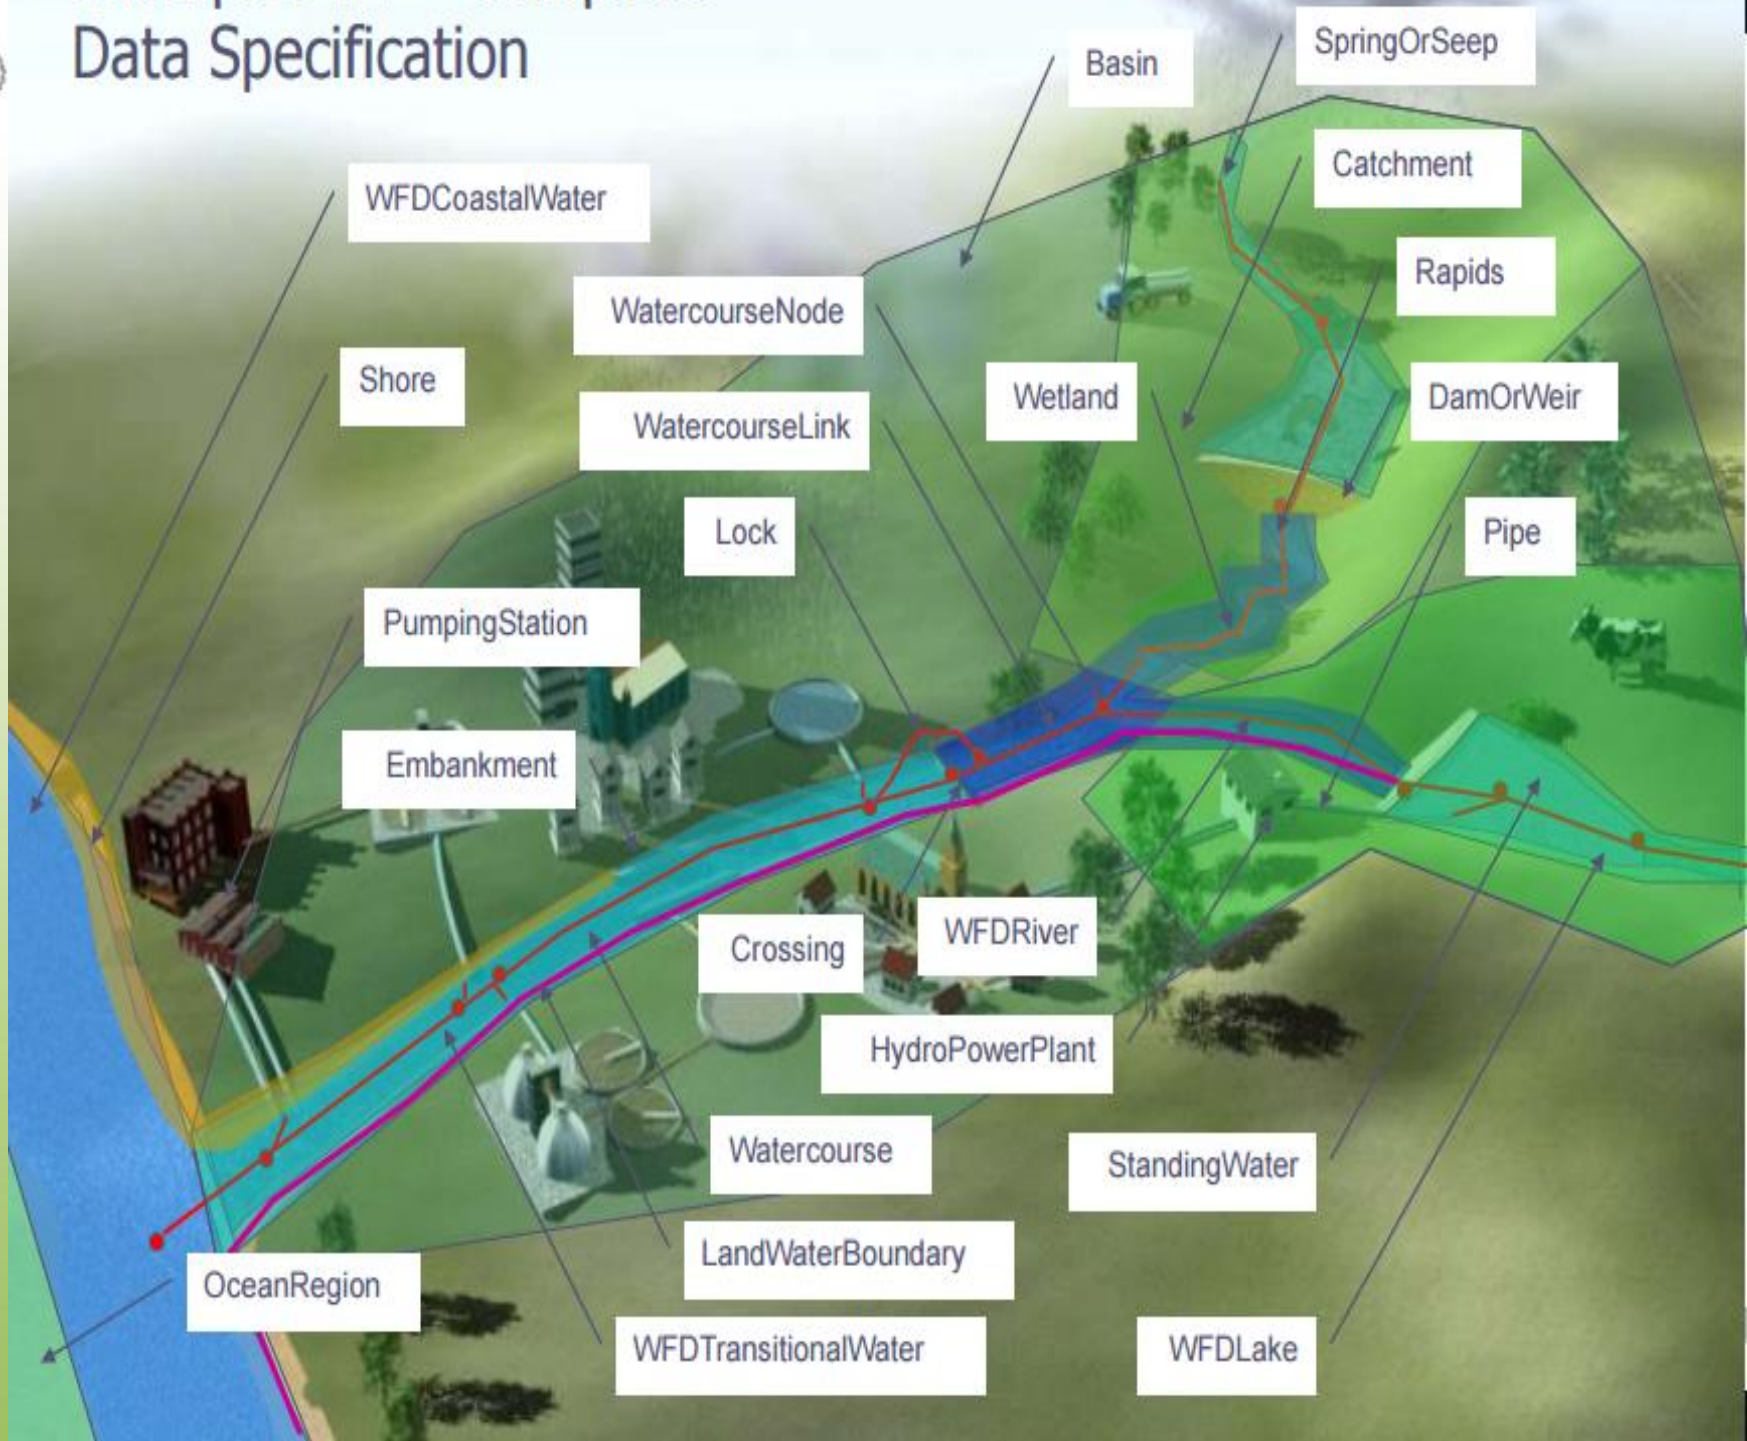 Data Specification
SpringOrSeep
Basin
Catchment
WFDCoastalWater
Rapids
WatercourseNode
Shore
Wetland
DamOrWeir
WatercourseLink
Lock
Pipe
PumpingStation
Embankment
WFDRiver
Crossing
HydroPowerPlant
Watercourse
StandingWater
LandWaterBoundary
OceanRegion
WFDTransitionalWater
WFDLake